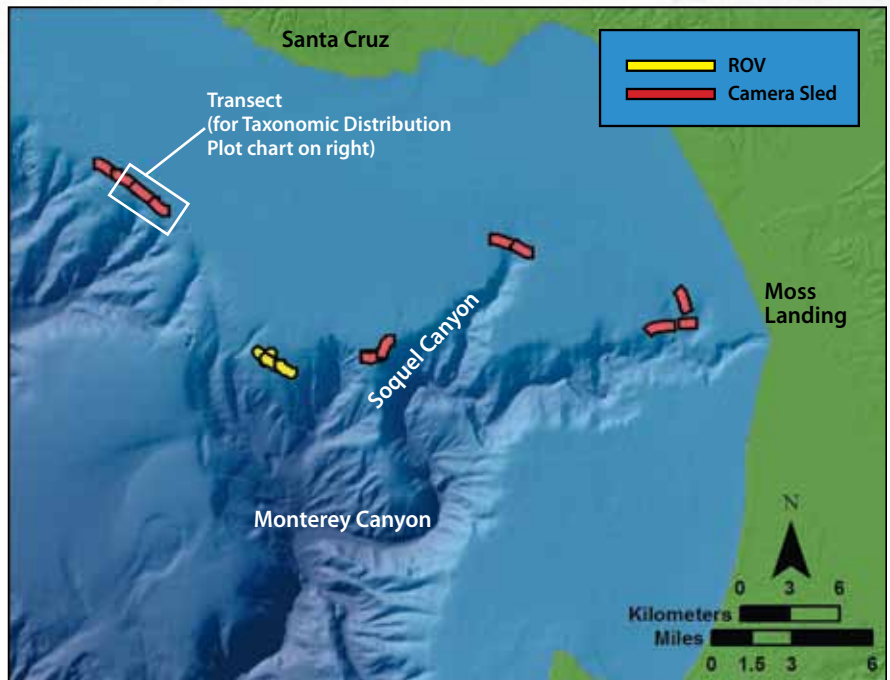 Santa Cruz
ROV
Camera Sled
Transect
(for Taxonomic Distribution
Plot chart on right)
Moss
Landing
Soquel Canyon
Monterey Canyon
N
0 3 6
Kilometers
Miles
0 1.5 3 6